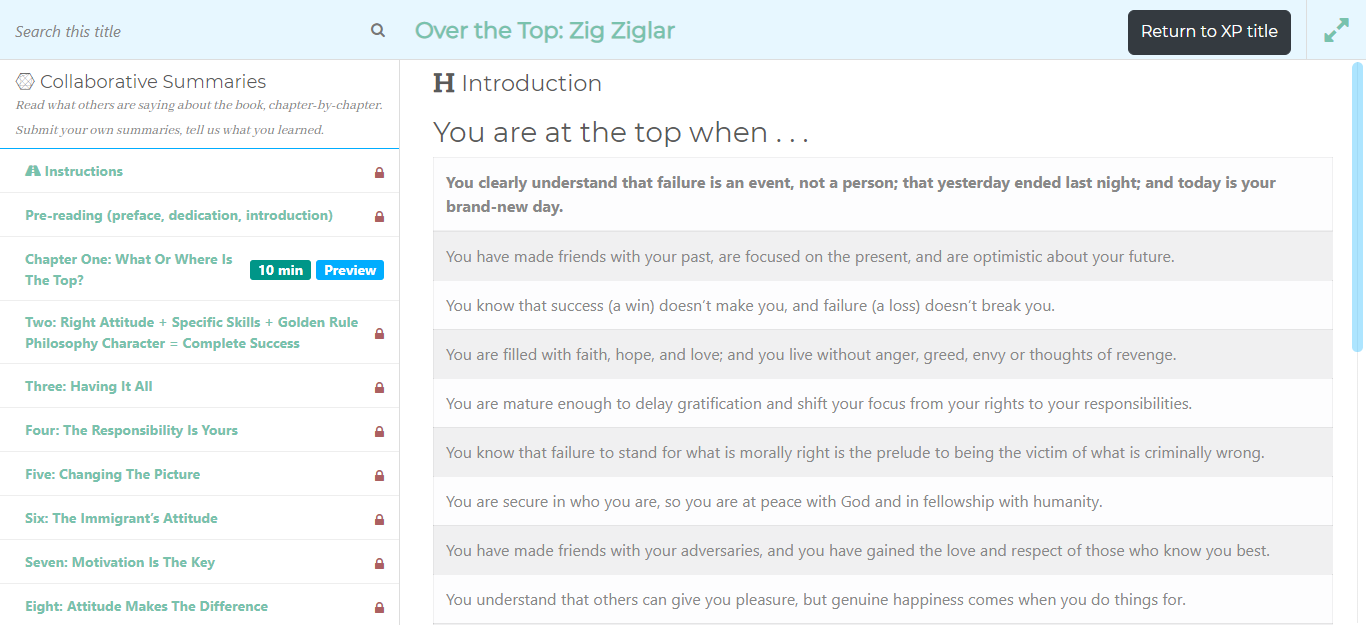 Search this title
Over the Top: Zig Ziglar
Return to XP title
Collaborative Summaries
Read what others are saying about the book, chapter-by-chapter.
Submit your own summaries, tell us what you learned.
Instructions
Pre-reading (preface, dedication, introduction)
Chapter One: What Or Where Is
The Top?
10 min
Preview
Two: Right Attitude + Specific Skills + Golden Rule
Philosophy Character = Complete Success
Three: Having It All
Four: The Responsibility Is Yours
Five: Changing The Picture
Six: The Immigrant's Attitude
Seven: Motivation Is The Key
Eight: Attitude Makes The Difference
H Introduction
You are at the top when . . .
You clearly understand that failure is an event, not a person; that yesterday ended last night; and today is your
brand-new day.
You have made friends with your past, are focused on the present, and are optimistic about your future.
You know that success (a win) doesn't make you, and failure (a loss) doesn't break you.
You are filled with faith, hope, and love; and you live without anger, greed, envy or thoughts of revenge.
You are mature enough to delay gratification and shift your focus from your rights to your responsibilities.
You know that failure to stand for what is morally right is the prelude to being the victim of what is criminally wrong.
You are secure in who you are, so you are at peace with God and in fellowship with humanity.
You have made friends with your adversaries, and you have gained the love and respect of those who know you best.
You understand that others can give you pleasure, but genuine happiness comes when you do things for.